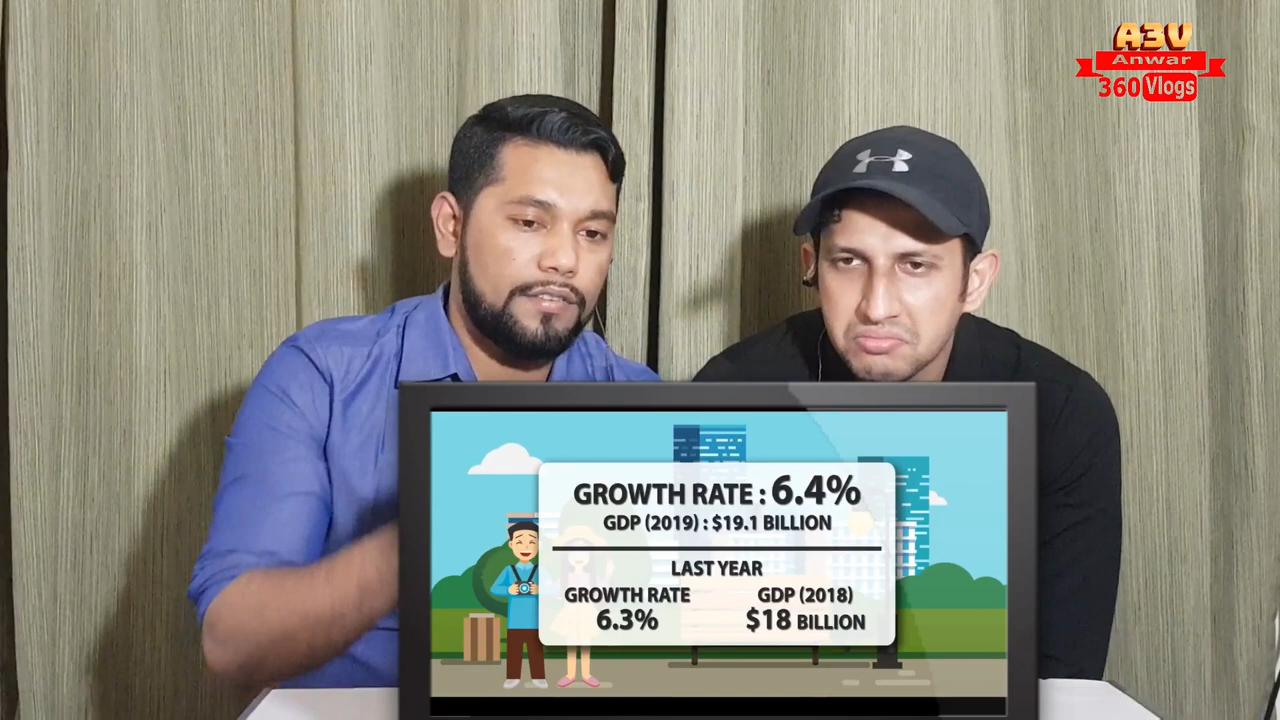 A3V
Anwar
360 Vlogs
GROWTH RATE : 6.4%
GDP (2019) : $19.1 BILLION
LAST YEAR
GROWTH RATE GDP (2018)
6.3% $18 BILLION